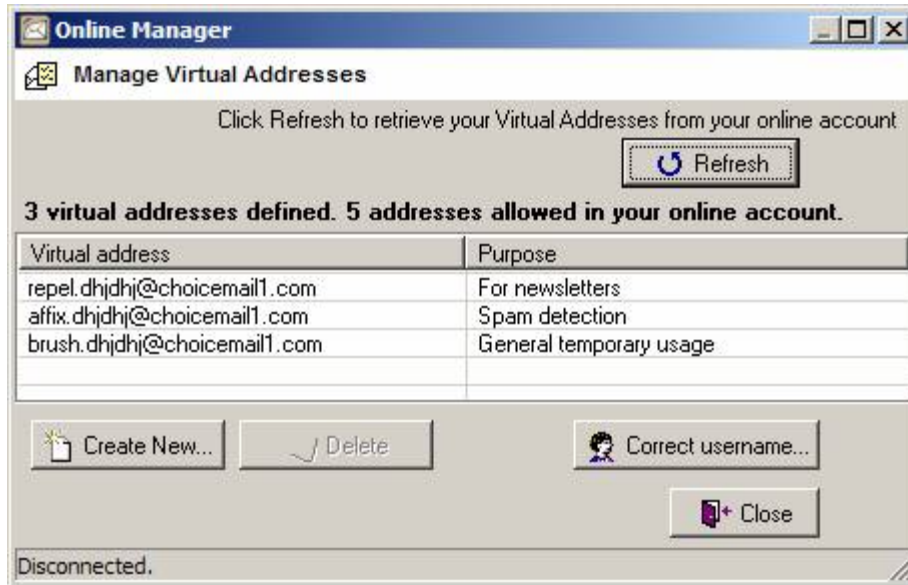 Online Manager
Manage Virtual Addresses
Click Refresh to retrieve your Virtual Addresses from your online account
Refresh
3 virtual addresses defined. 5 addresses allowed in your online account.
Virtual address Purpose
repel.dhjdhj@choicemail1.com For newsletters
affix.dhjdhj@choicemail1.com Spam detection
brush.dhjdhj@choicemail1.com General temporary usage
Create New... Delete Correct username...
Close
Disconnected.